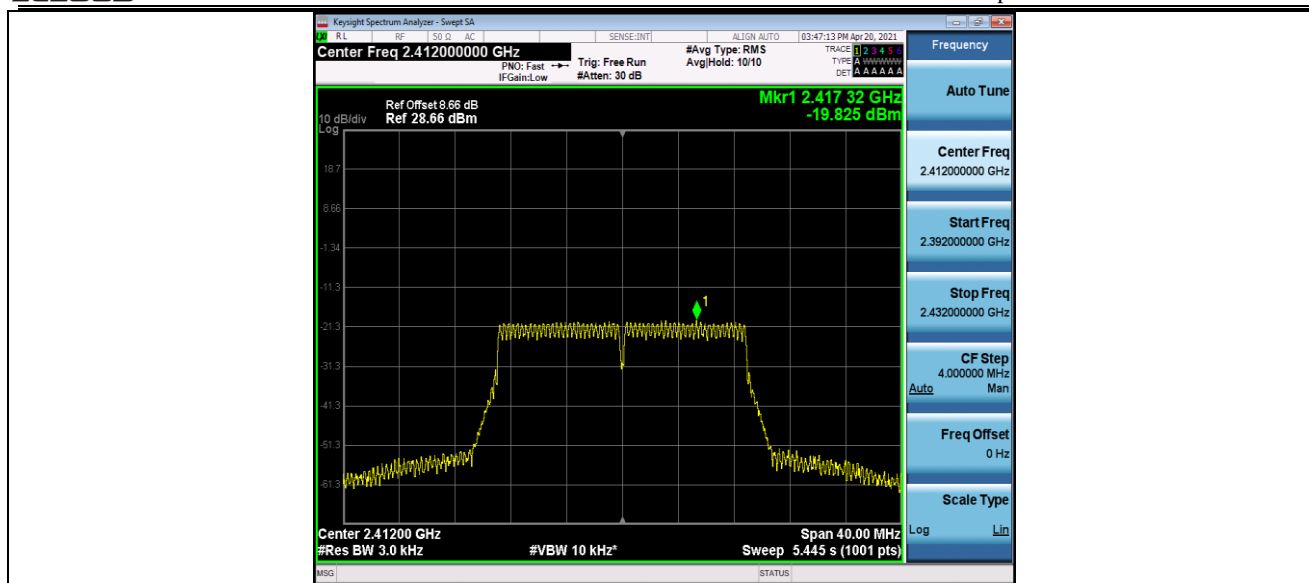 Keysight Spectrum Analyzer - Swept SA
LXI RL RF 50 Ω AC SENSE:INT ALIGN AUTO 03:47:13 PM Apr 20, 2021
Center Freq 2.412000000 GHz
PNO: Fast
IFGain:Low
Trig: Free Run
#Atten: 30 dB
#Avg Type: RMS
Avg|Hold: 10/10
TRACE 1 2 3 4 5 6
TYPE A WWWWW
DET A A A A A A
Mkr1 2.417 32 GHz
-19.825 dBm
Ref Offset 8.66 dB
10 dB/div Ref 28.66 dBm
Log
18.7
8.66
-1.34
-11.3
-21.3
-31.3
-41.3
-51.3
-61.3
1
Center 2.41200 GHz Span 40.00 MHz
#Res BW 3.0 kHz #VBW 10 kHz* Sweep 5.445 s (1001 pts)
MSG STATUS
Frequency
Auto Tune
Center Freq
2.412000000 GHz
Start Freq
2.392000000 GHz
Stop Freq
2.432000000 GHz
CF Step
4.000000 MHz
Auto Man
Freq Offset
0 Hz
Scale Type
Log Lin